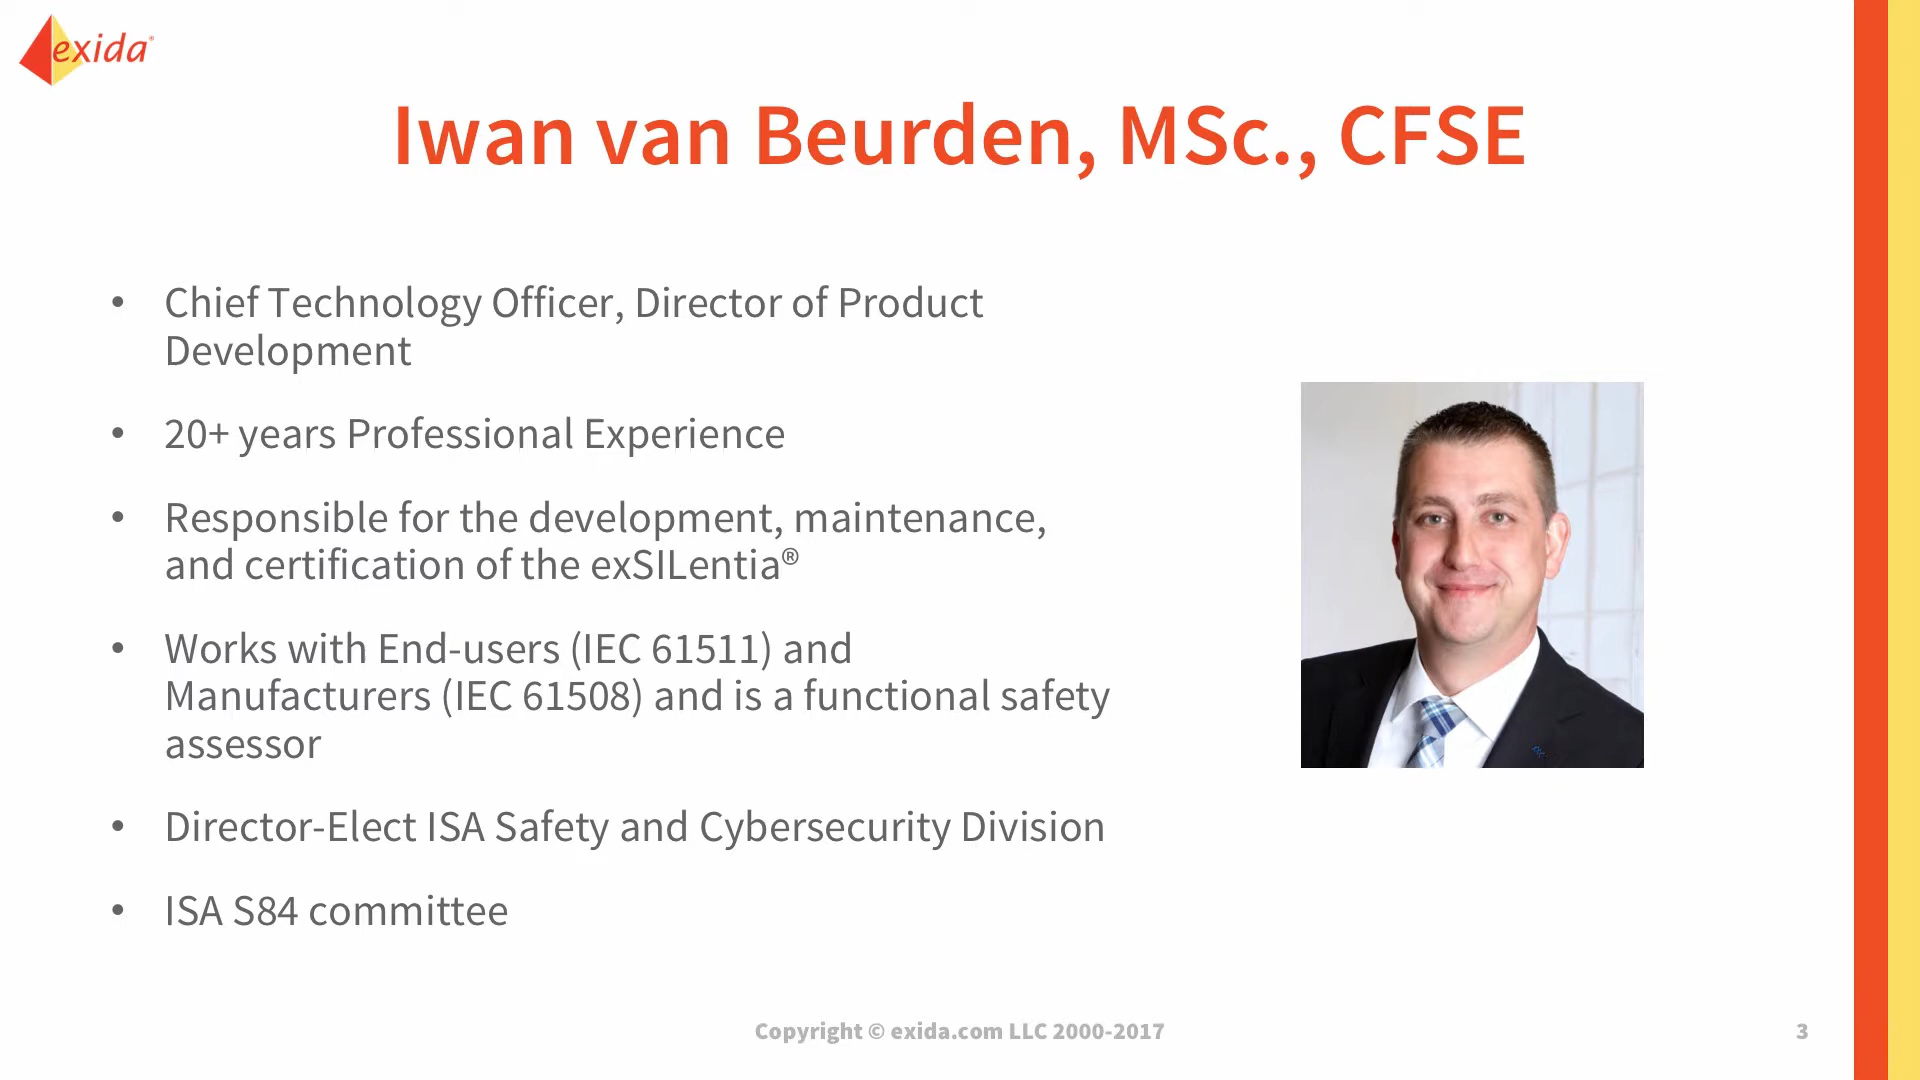 exida®
Iwan van Beurden, MSc., CFSE
• Chief Technology Officer, Director of Product
Development
• 20+ years Professional Experience
• Responsible for the development, maintenance,
and certification of the exSILentia®
• Works with End-users (IEC 61511) and
Manufacturers (IEC 61508) and is a functional safety
assessor
• Director-Elect ISA Safety and Cybersecurity Division
• ISA S84 committee
Copyright © exida.com LLC 2000-2017
3